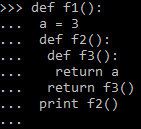 >>> def f1():
...  a = 3
...  def f2():
...   def f3():
...    return a
...   return f3()
...  print f2()
...